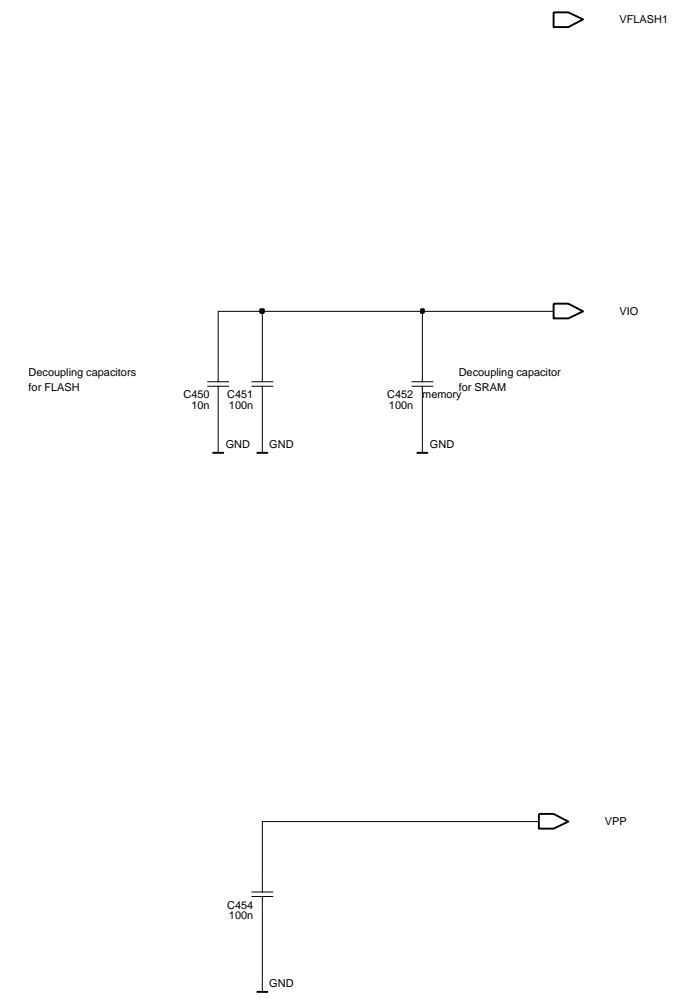 VFLASH1
VIO
Decoupling capacitors
for FLASH
Decoupling capacitor
for SRAM
C450
10n
C451
100n
C452
100n
memory
GND
GND
GND
VPP
C454
100n
GND